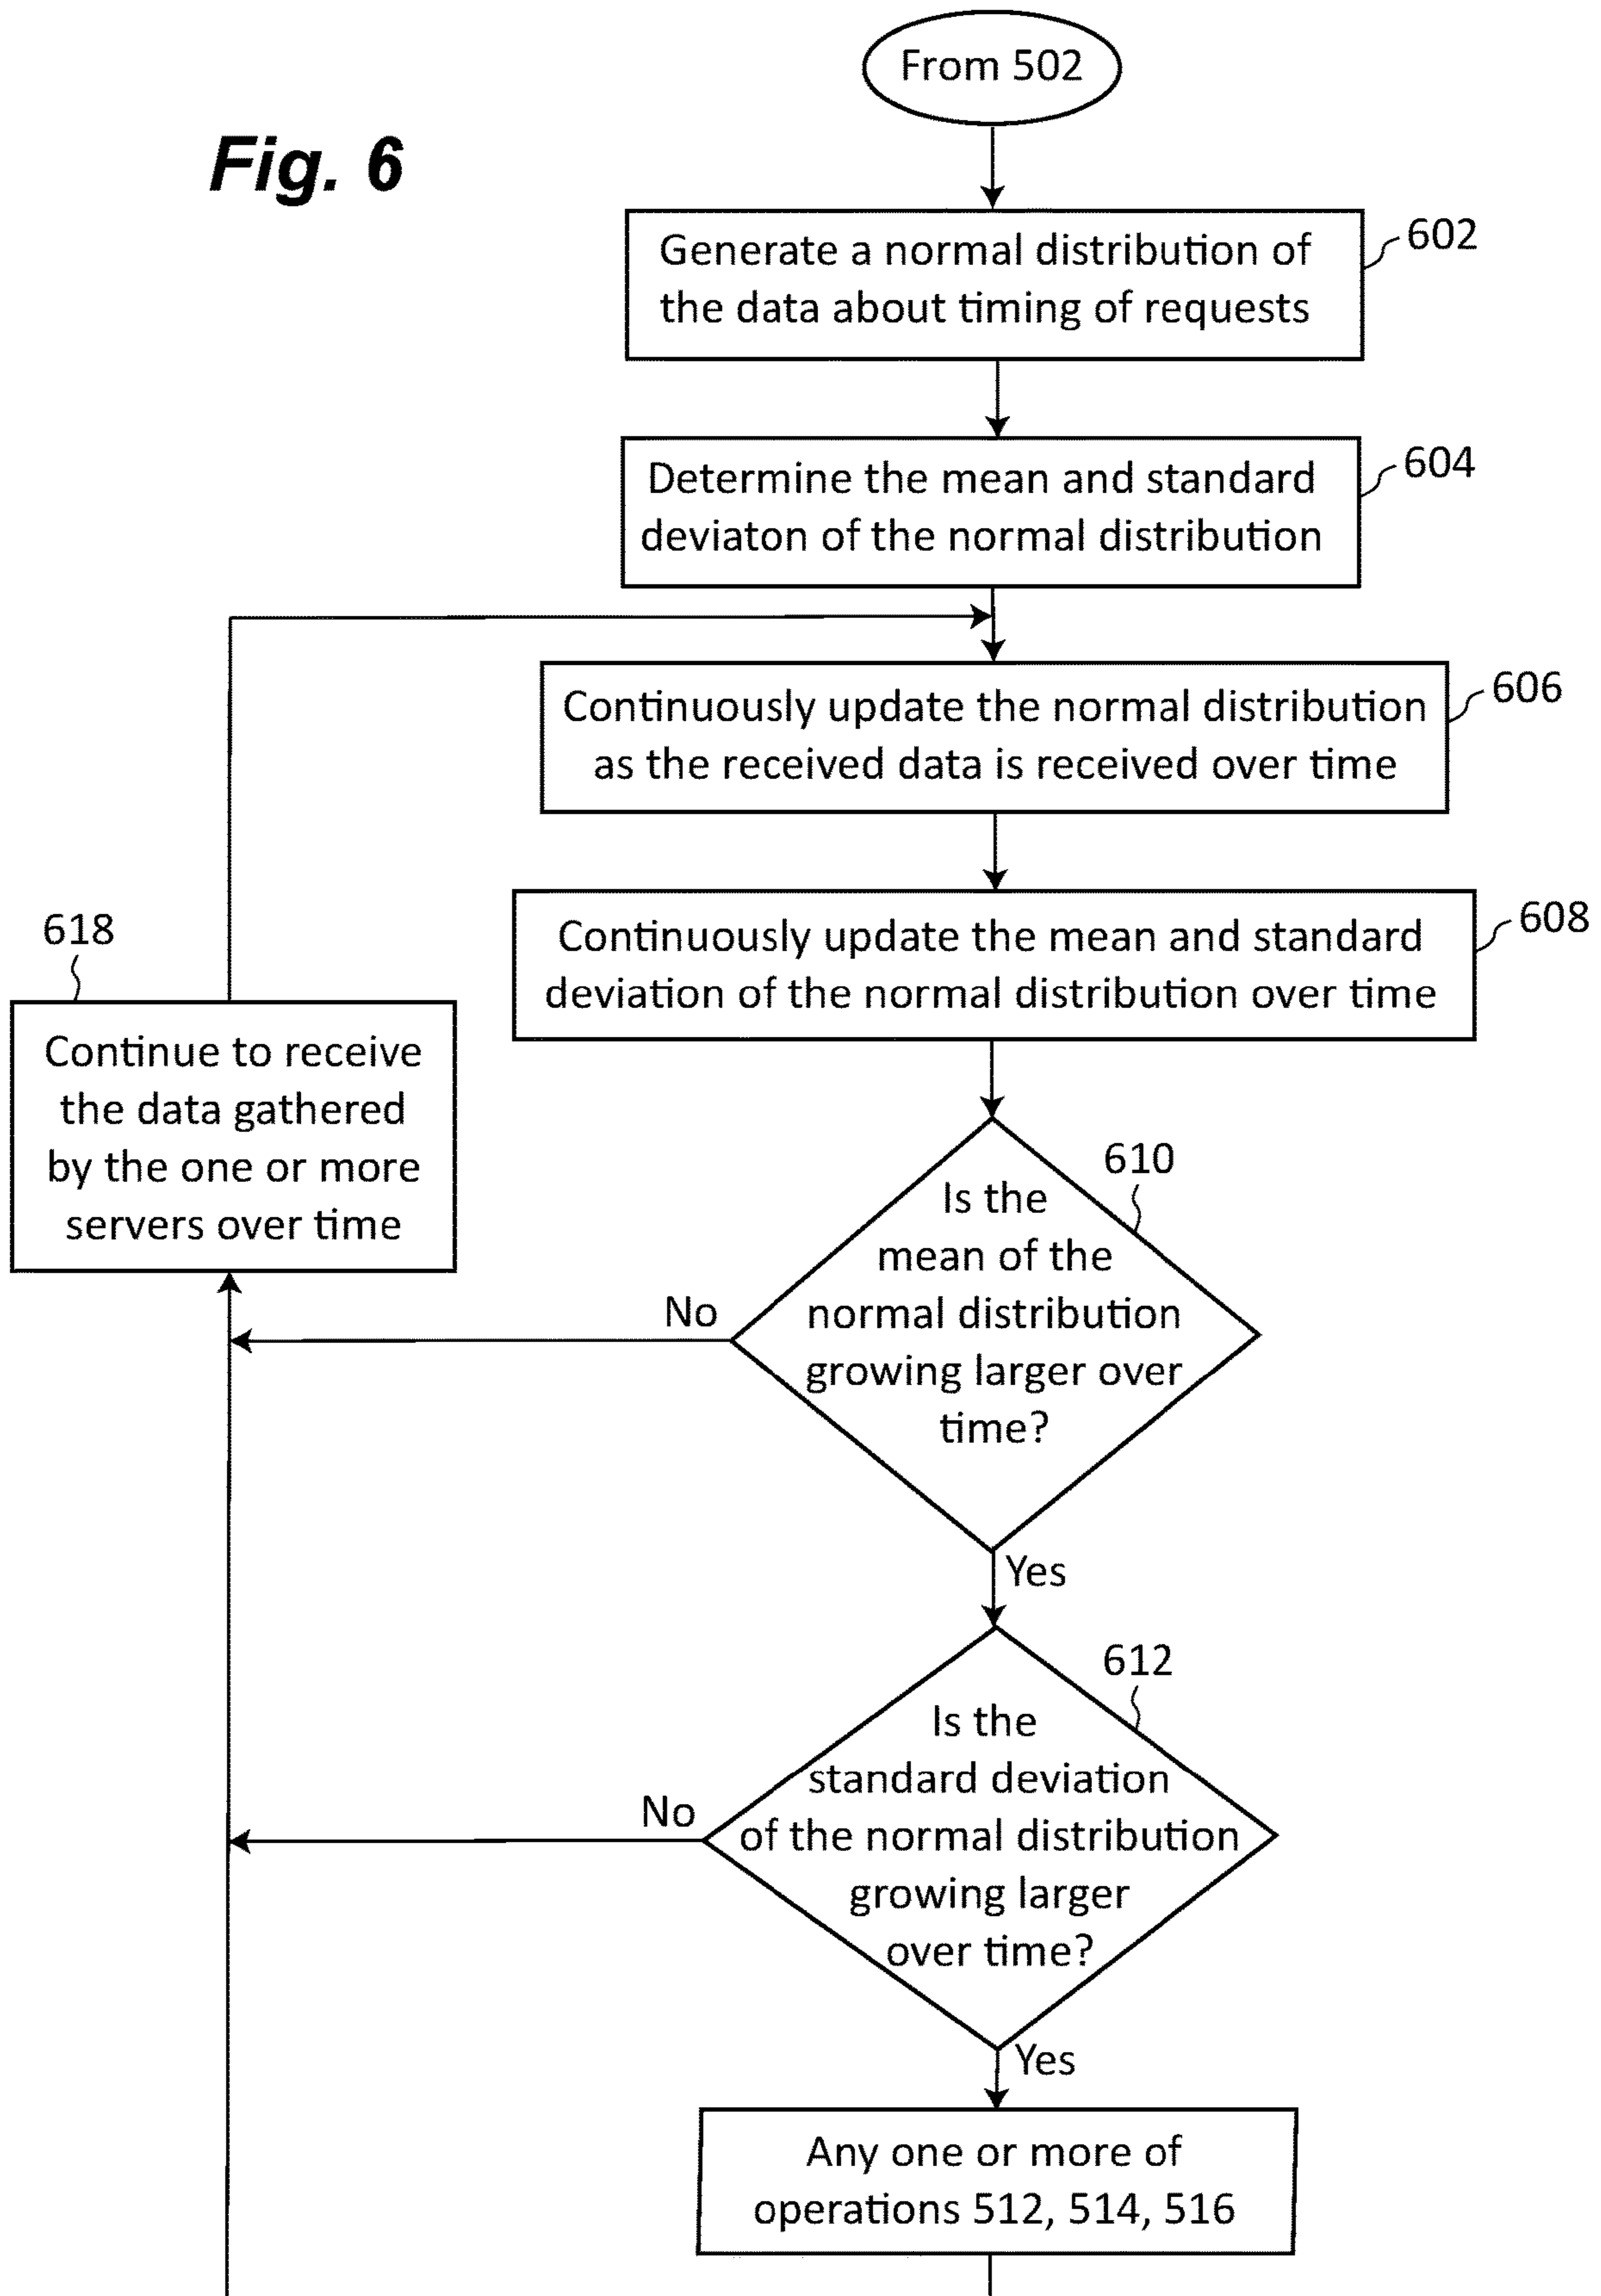 From 502
Fig. 6
602
Generate a normal distribution of
the data about timing of requests
604
Determine the mean and standard
deviaton of the normal distribution
606
Continuously update the normal distribution
as the received data is received over time
608
Continuously update the mean and standard
deviation of the normal distribution over time
618
Continue to receive
the data gathered
by the one or more
servers over time
610
Is the
mean of the
normal distribution
growing larger over
time?
No
Yes
612
Is the
standard deviation
of the normal distribution
growing larger
over time?
No
Yes
Any one or more of
operations 512, 514, 516